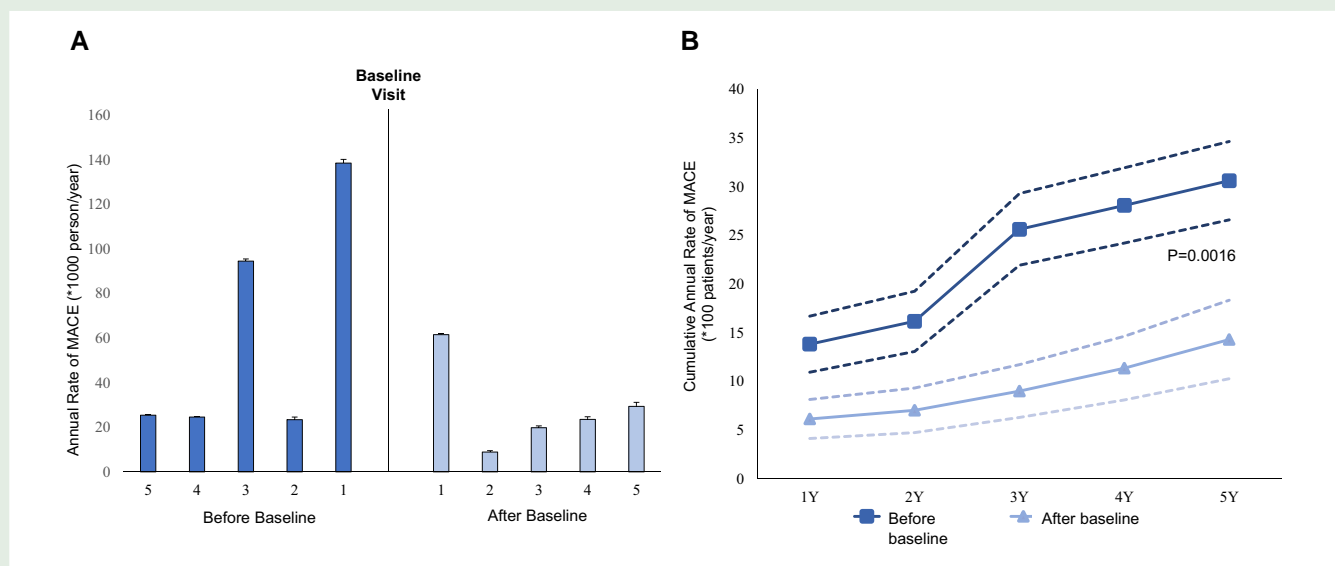 A
Baseline
Visit
Annual Rate of MACE (*1000 person/year)
160
140
120
100
80
60
40
20
0
5 4 3 2 1 1 2 3 4 5
Before Baseline After Baseline
B
Cumulative Annual Rate of MACE
(*100 patients/year)
40
35
30
25
20
15
10
5
0
P=0.0016
1Y 2Y 3Y 4Y 5Y
Before
baseline
After baseline